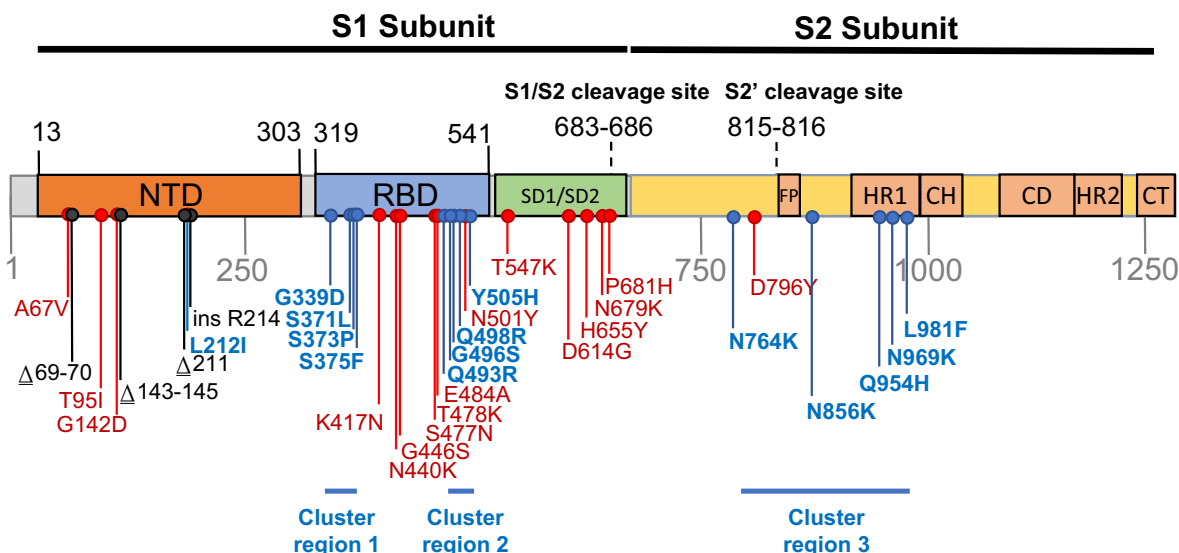 S1 Subunit
S2 Subunit
S1/S2 cleavage site
683-686
S2' cleavage site
815-816
13
303
319
541
NTD
RBD
SD1/SD2
FP
HR1
CH
CD
HR2
CT
1
250
750
1000
1250
A67V
Δ69-70
T95I
G142D
Δ143-145
Δ211
L212I
ins R214
G339D
S371L
S373P
S375F
K417N
N440K
G446S
S477N
T478K
E484A
Q493R
G496S
Q498R
N501Y
Y505H
T547K
D614G
H655Y
N679K
P681H
N764K
D796Y
N856K
Q954H
N969K
L981F
Cluster
region 1
Cluster
region 2
Cluster
region 3